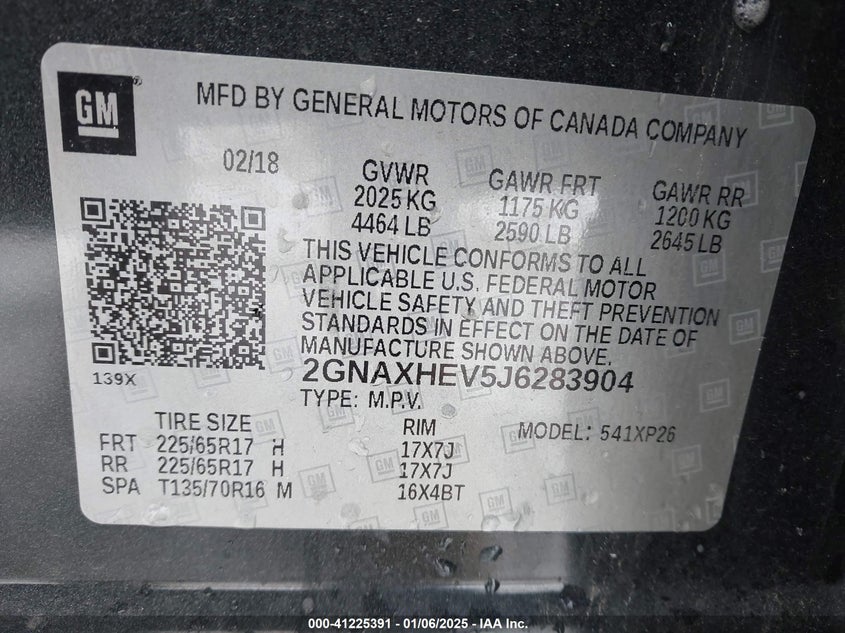 GM
MFD BY GENERAL MOTORS OF CANADA COMPANY
02/18
GVWR
2025 KG
4464 LB
GAWR FRT
1175 KG
2590 LB
GAWR RR
1200 KG
2645 LB
THIS VEHICLE CONFORMS TO ALL
APPLICABLE U.S. FEDERAL MOTOR
VEHICLE SAFETY AND THEFT PREVENTION
STANDARDS IN EFFECT ON THE DATE OF
MANUFACTURE SHOWN ABOVE.
139X
2GNAXHEV5J6283904
TYPE: M.P.V.
MODEL: 541XP26
TIRE SIZE RIM
FRT 225/65R17 H 17X7J
RR 225/65R17 H 17X7J
SPA T135/70R16 M 16X4BT
000-41225391 - 01/06/2025 - IAA Inc.